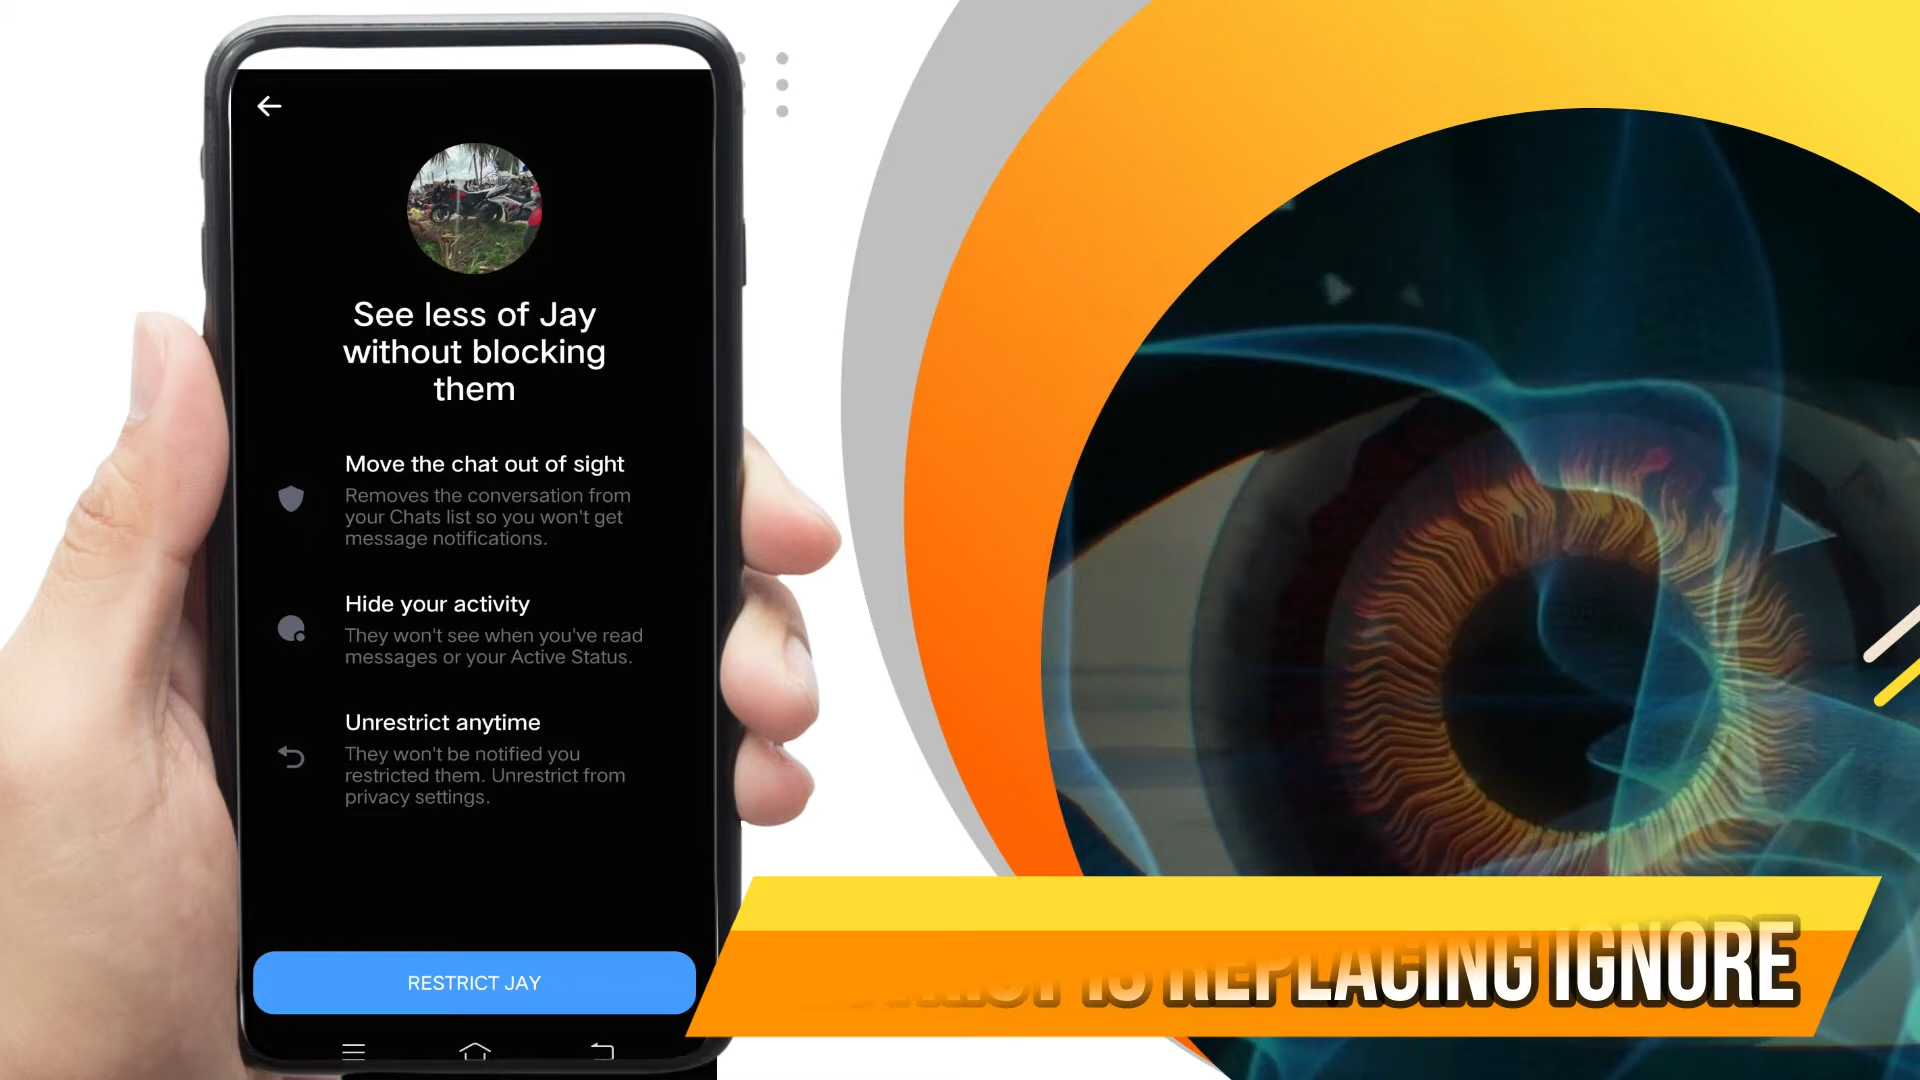 See less of Jay
without blocking
them
Move the chat out of sight
Removes the conversation from
your Chats list so you won't get
message notifications.
Hide your activity
They won't see when you've read
messages or your Active Status.
Unrestrict anytime
They won't be notified you
restricted them. Unrestrict from
privacy settings.
RESTRICT JAY
IS REPLACING IGNORE